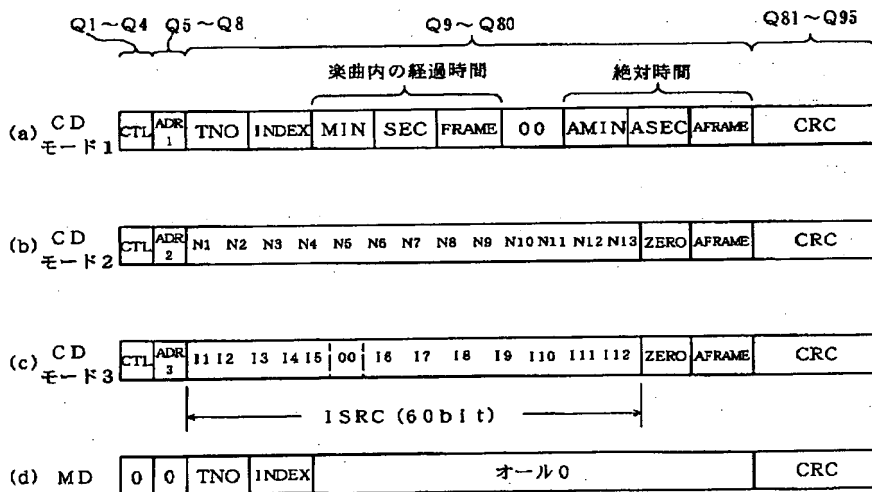 Q1～Q4 Q5～Q8 Q9～Q80 Q81～Q95
楽曲内の経過時間 絶対時間
(a) CD モード1 CTL ADR 1 TNO INDEX MIN SEC FRAME 00 AMIN ASEC AFRAME CRC
(b) CD モード2 CTL ADR 2 N1 N2 N3 N4 N5 N6 N7 N8 N9 N10 N11 N12 N13 ZERO AFRAME CRC
(c) CD モード3 CTL ADR 3 I1 I2 I3 I4 I5 00 I6 I7 I8 I9 I10 I11 I12 ZERO AFRAME CRC
ISRC (60bit)
(d) MD 0 0 TNO INDEX オール0 CRC